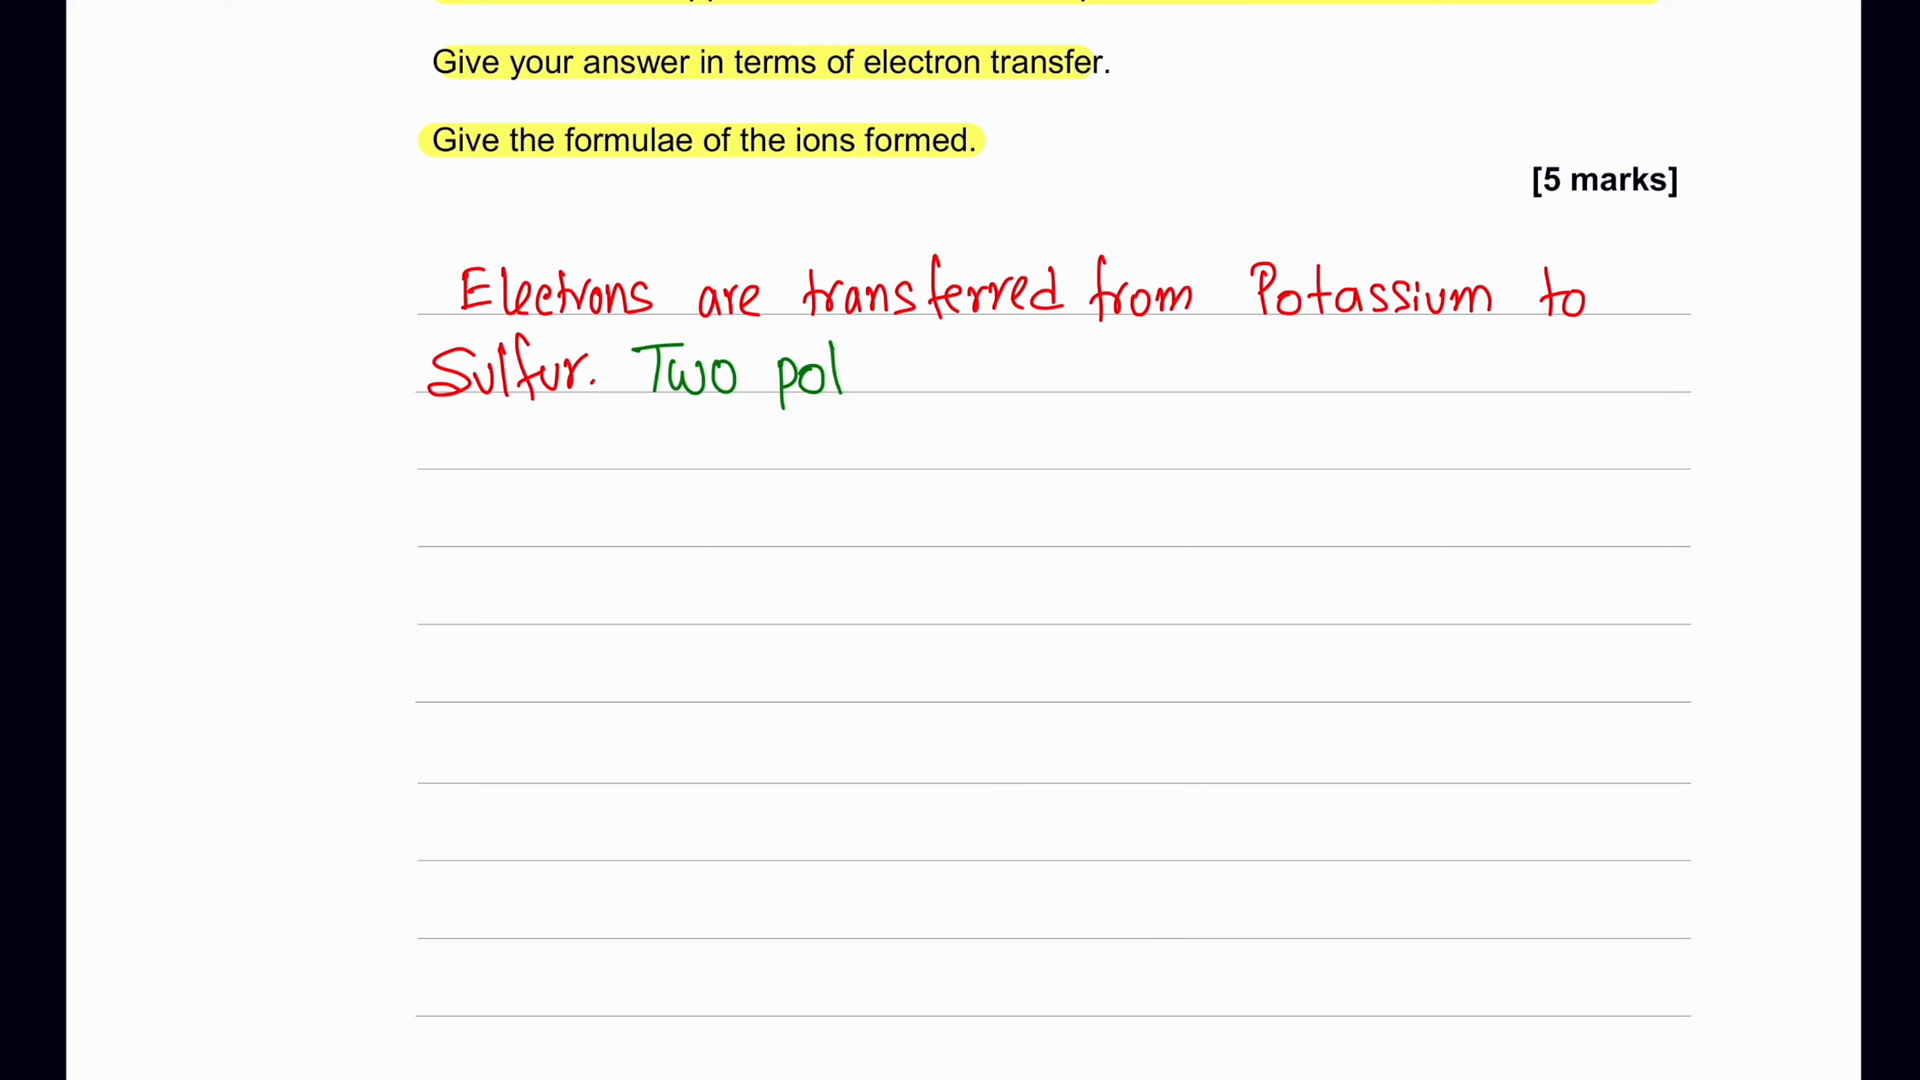 Give your answer in terms of electron transfer.
Give the formulae of the ions formed.
[5 marks]
Electrons are transferred from Potassium to
Sulfur. Two pol